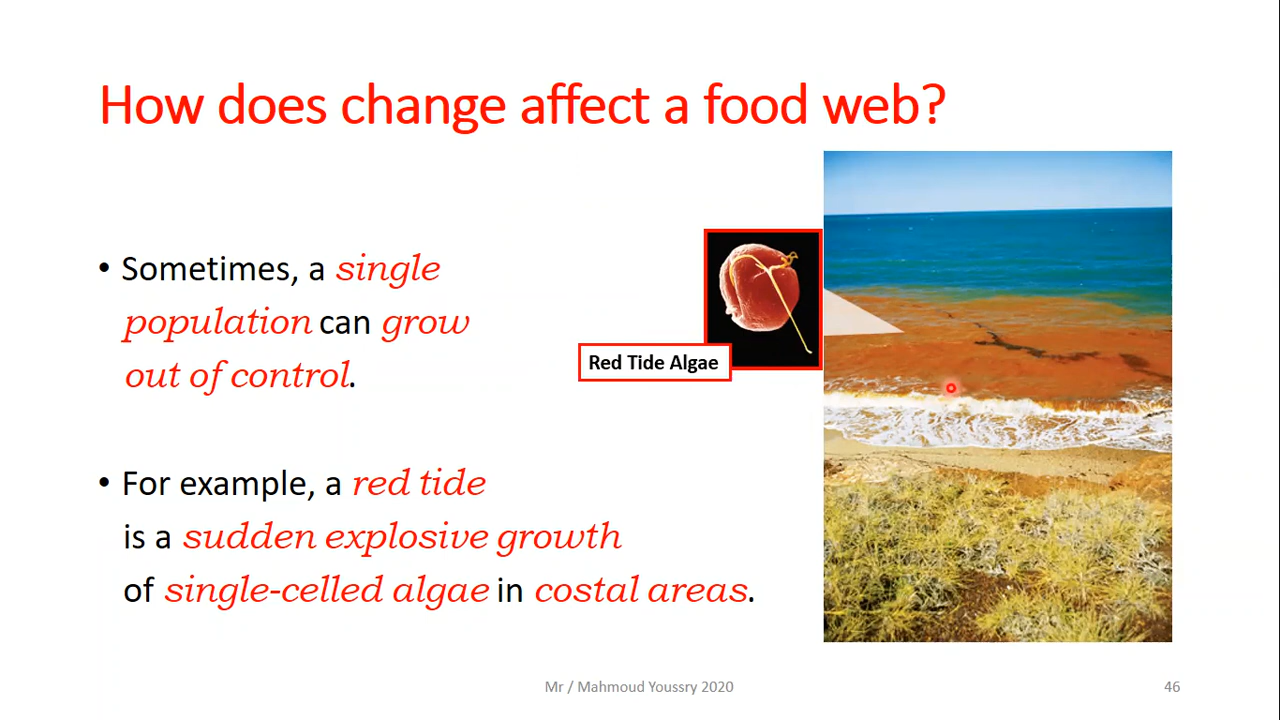 How does change affect a food web?
• Sometimes, a single
population can grow
out of control.
Red Tide Algae
• For example, a red tide
is a sudden explosive growth
of single-celled algae in costal areas.
Mr / Mahmoud Youssry 2020
46